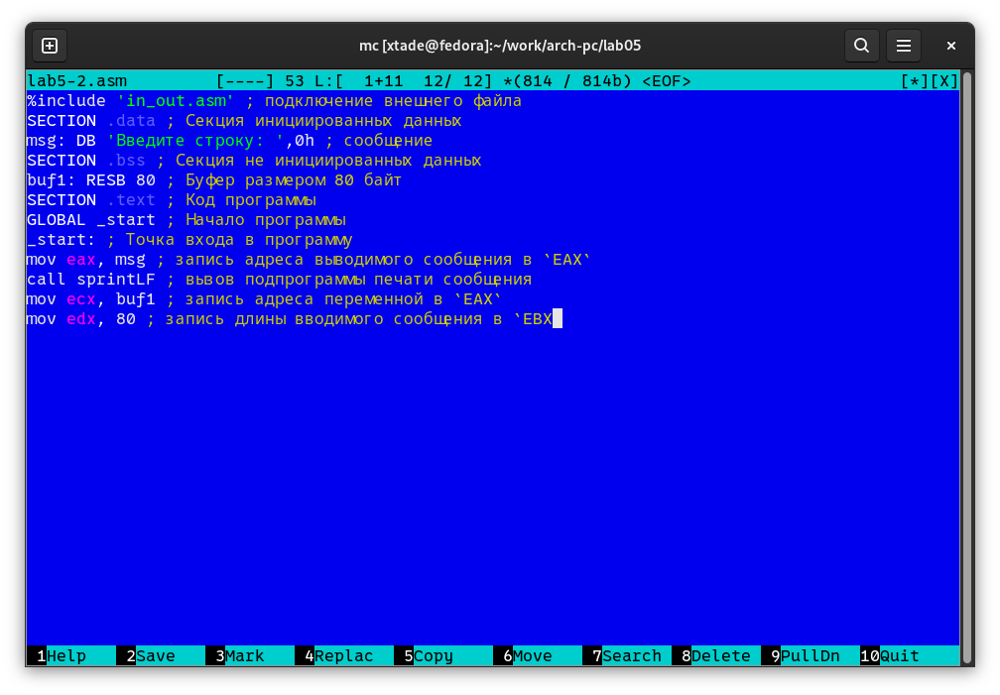 mc [xtade@fedora]:~/work/arch-pc/lab05
lab5-2.asm [----] 53 L:[ 1+11 12/ 12] *(814 / 814b) <EOF> [*][X]
%include 'in_out.asm' ; подключение внешнего файла
SECTION .data ; Секция инициированных данных
msg: DB 'Введите строку: ',0h ; сообщение
SECTION .bss ; Секция не инициированных данных
buf1: RESB 80 ; Буфер размером 80 байт
SECTION .text ; Код программы
GLOBAL _start ; Начало программы
_start: ; Точка входа в программу
mov eax, msg ; запись адреса выводимого сообщения в `EAX`
call sprintLF ; вызов подпрограммы печати сообщения
mov ecx, buf1 ; запись адреса переменной в `EAX`
mov edx, 80 ; запись длины вводимого сообщения в `EBX
1Help 2Save 3Mark 4Replac 5Copy 6Move 7Search 8Delete 9PullDn 10Quit